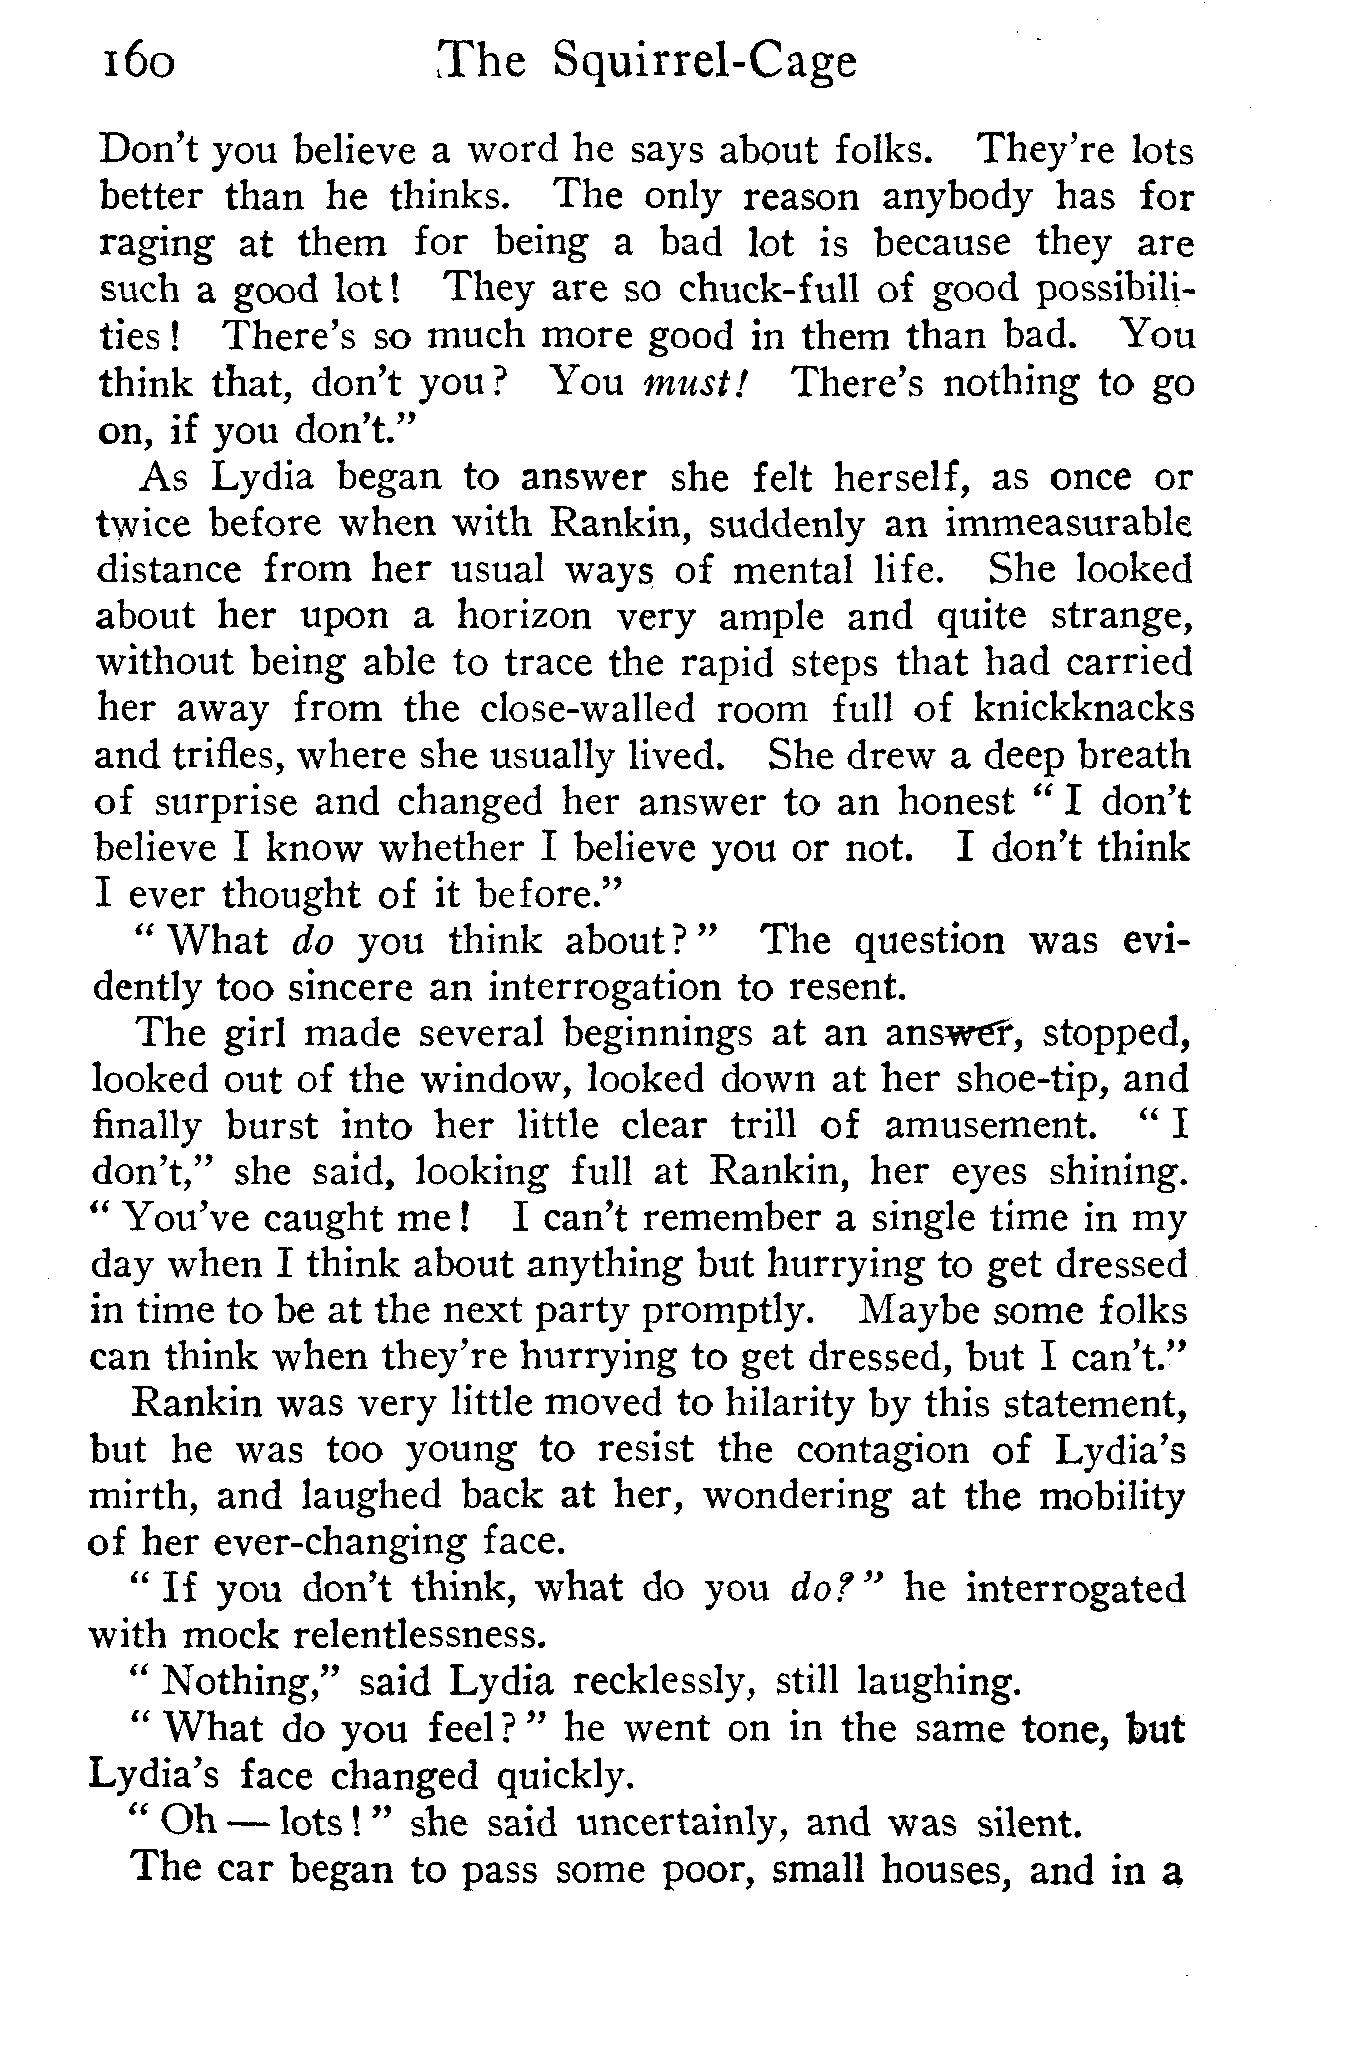 160 The Squirrel-Cage
Don't you believe a word he says about folks. They're lots
better than he thinks. The only reason anybody has for
raging at them for being a bad lot is because they are
such a good lot! They are so chuck-full of good possibili-
ties! There's so much more good in them than bad. You
think that, don't you? You must! There's nothing to go
on, if you don't."
As Lydia began to answer she felt herself, as once or
twice before when with Rankin, suddenly an immeasurable
distance from her usual ways of mental life. She looked
about her upon a horizon very ample and quite strange,
without being able to trace the rapid steps that had carried
her away from the close-walled room full of knickknacks
and trifles, where she usually lived. She drew a deep breath
of surprise and changed her answer to an honest "I don't
believe I know whether I believe you or not. I don't think
I ever thought of it before."
"What do you think about?" The question was evi-
dently too sincere an interrogation to resent.
The girl made several beginnings at an answer, stopped,
looked out of the window, looked down at her shoe-tip, and
finally burst into her little clear trill of amusement. "I
don't," she said, looking full at Rankin, her eyes shining.
"You've caught me! I can't remember a single time in my
day when I think about anything but hurrying to get dressed
in time to be at the next party promptly. Maybe some folks
can think when they're hurrying to get dressed, but I can't."
Rankin was very little moved to hilarity by this statement,
but he was too young to resist the contagion of Lydia's
mirth, and laughed back at her, wondering at the mobility
of her ever-changing face.
"If you don't think, what do you do?" he interrogated
with mock relentlessness.
"Nothing," said Lydia recklessly, still laughing.
"What do you feel?" he went on in the same tone, but
Lydia's face changed quickly.
"Oh — lots!" she said uncertainly, and was silent.
The car began to pass some poor, small houses, and in a